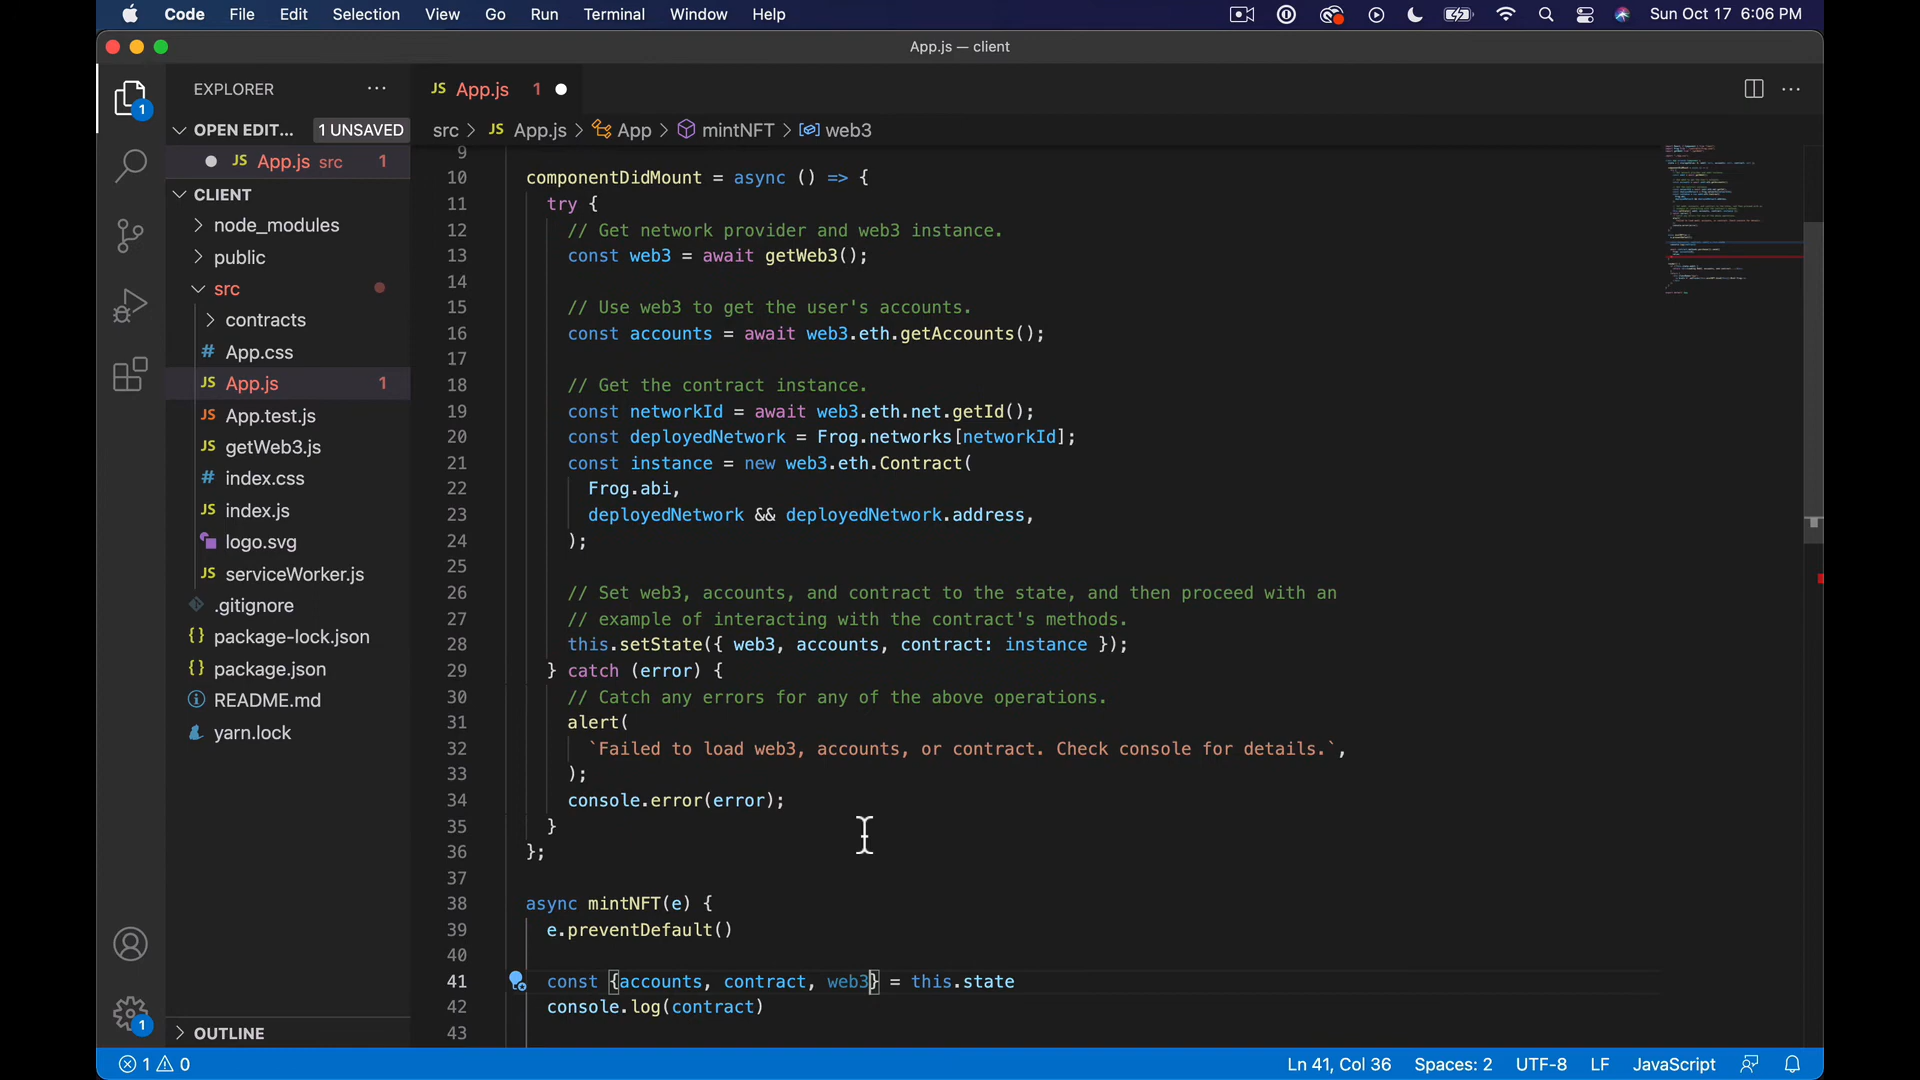 Code File Edit Selection View Go Run Terminal Window Help Sun Oct 17 6:06 PM
App.js — client
EXPLORER
OPEN EDIT... 1 UNSAVED
JS App.js src 1
CLIENT
node_modules
public
src
contracts
# App.css
JS App.js 1
JS App.test.js
JS getWeb3.js
# index.css
JS index.js
logo.svg
JS serviceWorker.js
.gitignore
{} package-lock.json
{} package.json
README.md
yarn.lock
OUTLINE
1
1
JS App.js 1
src > JS App.js > App > mintNFT > web3
9
10 componentDidMount = async () => {
11 try {
12 // Get network provider and web3 instance.
13 const web3 = await getWeb3();
14
15 // Use web3 to get the user's accounts.
16 const accounts = await web3.eth.getAccounts();
17
18 // Get the contract instance.
19 const networkId = await web3.eth.net.getId();
20 const deployedNetwork = Frog.networks[networkId];
21 const instance = new web3.eth.Contract(
22 Frog.abi,
23 deployedNetwork && deployedNetwork.address,
24 );
25
26 // Set web3, accounts, and contract to the state, and then proceed with an
27 // example of interacting with the contract's methods.
28 this.setState({ web3, accounts, contract: instance });
29 } catch (error) {
30 // Catch any errors for any of the above operations.
31 alert(
32 `Failed to load web3, accounts, or contract. Check console for details.`,
33 );
34 console.error(error);
35 }
36 };
37
38 async mintNFT(e) {
39 e.preventDefault()
40
41 const {accounts, contract, web3} = this.state
42 console.log(contract)
43
1 0 Ln 41, Col 36 Spaces: 2 UTF-8 LF JavaScript